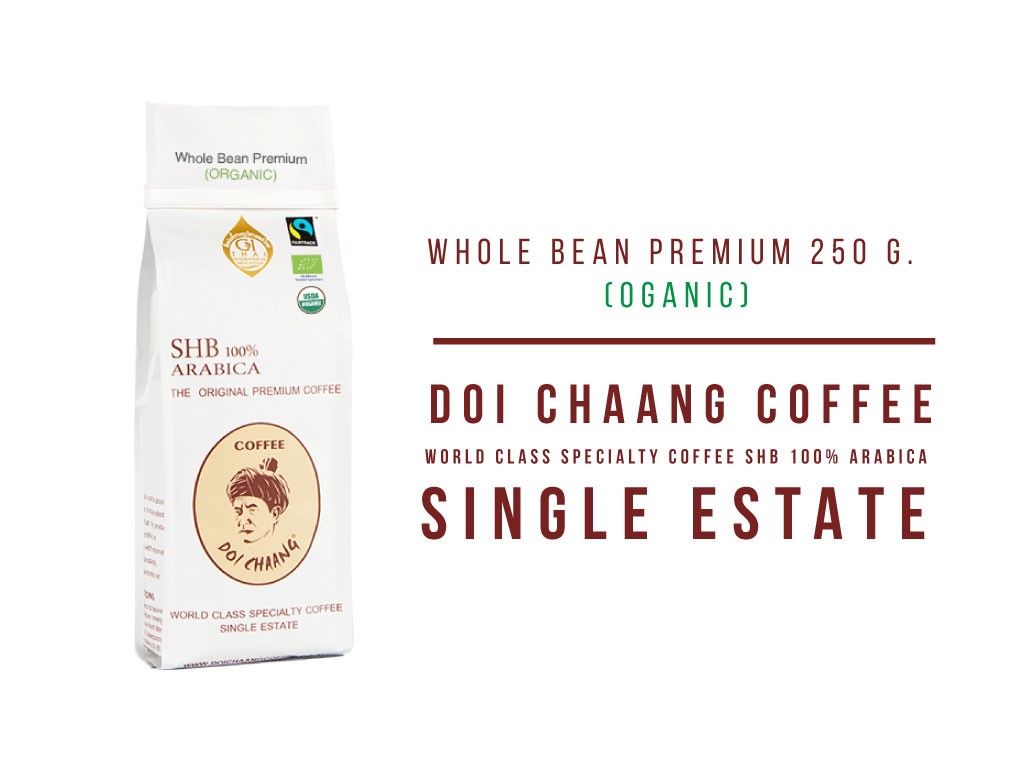 Whole Bean Premium
(ORGANIC)
GI
THAI
FAIRTRADE
USDA
ORGANIC
SHB 100%
ARABICA
THE ORIGINAL PREMIUM COFFEE
COFFEE
DOI CHAANG®
WORLD CLASS SPECIALTY COFFEE
SINGLE ESTATE
WHOLE BEAN PREMIUM 250 G.
(OGANIC)
DOI CHAANG COFFEE
WORLD CLASS SPECIALTY COFFEE SHB 100% ARABICA
SINGLE ESTATE